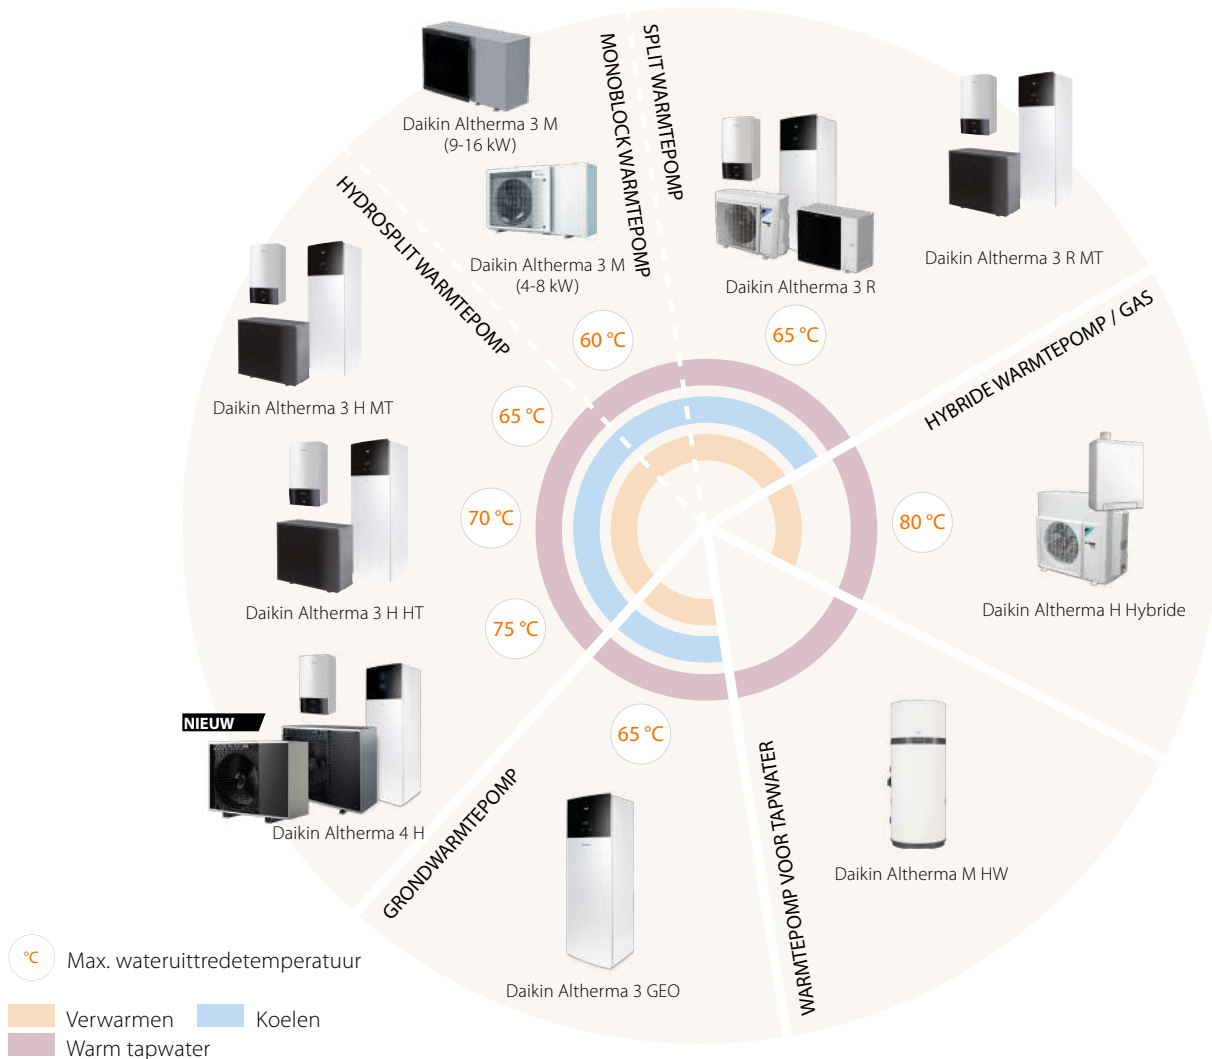 SPLIT WARMTEPOMP
MONOBLOCK WARMTEPOMP
Daikin Altherma 3 M
(9-16 kW)
Daikin Altherma 3 M
(4-8 kW)
HYDROSPLIT WARMTEPOMP
Daikin Altherma 3 R
Daikin Altherma 3 R MT
HYBRIDE WARMTEPOMP / GAS
60 °C
65 °C
Daikin Altherma 3 H MT
65 °C
70 °C
80 °C
Daikin Altherma 3 H HT
Daikin Altherma H Hybride
75 °C
NIEUW
Daikin Altherma 4 H
65 °C
GRONDWARMTEPOMP
WARMTEPOMP VOOR TAPWATER
Daikin Altherma M HW
Daikin Altherma 3 GEO
°C Max. wateruittredetemperatuur
Verwarmen Koelen
Warm tapwater